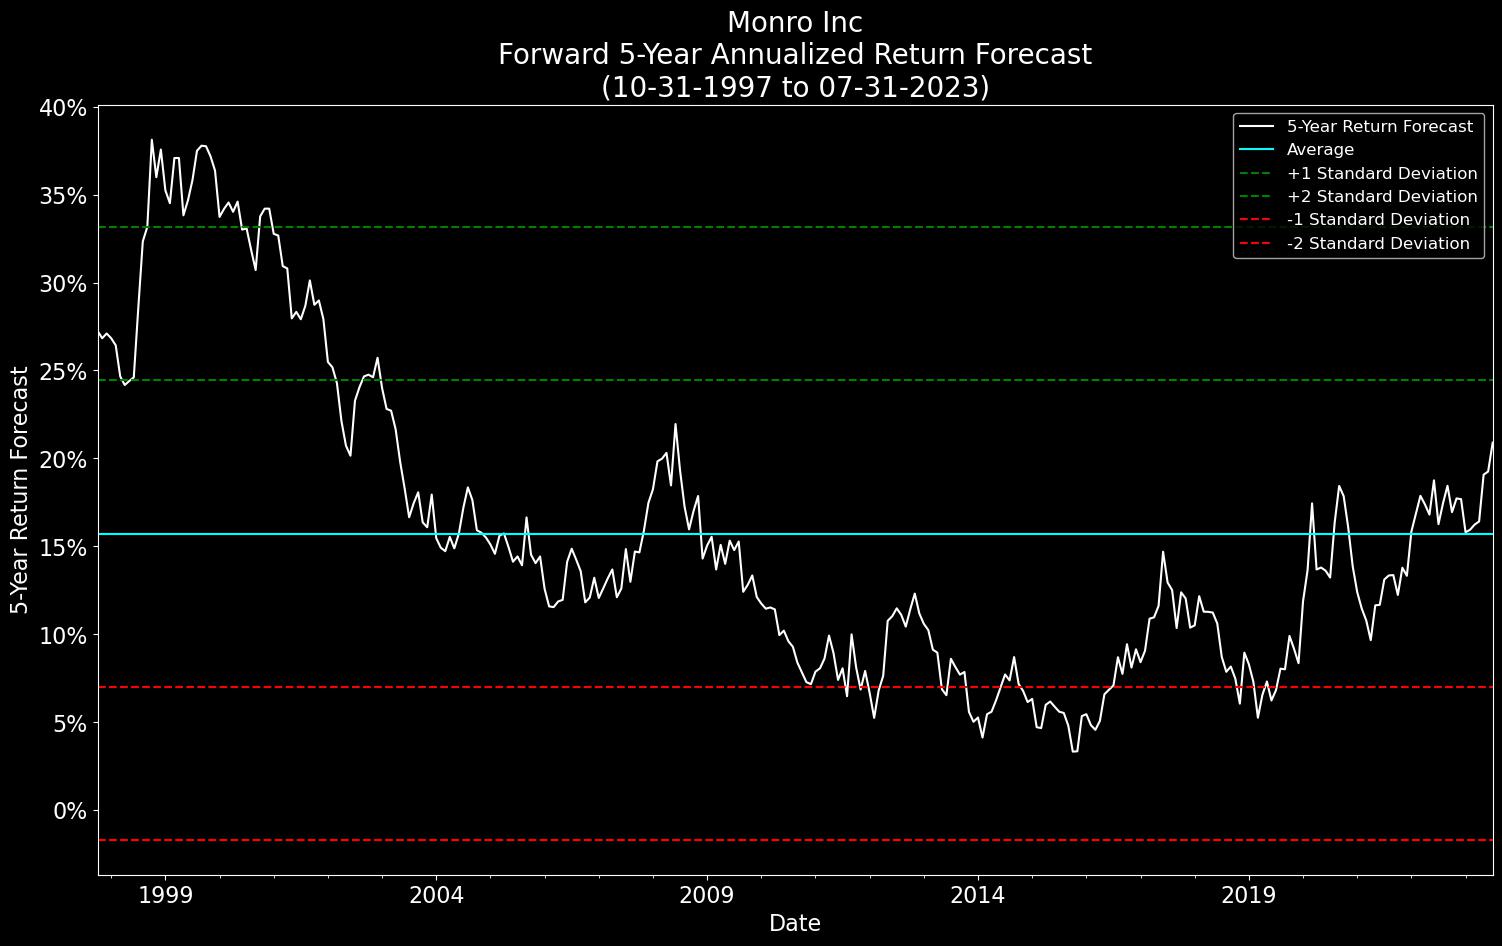 Monro Inc
Forward 5-Year Annualized Return Forecast
(10-31-1997 to 07-31-2023)
5-Year Return Forecast
40%
35%
30%
25%
20%
15%
10%
5%
0%
5-Year Return Forecast
Average
+1 Standard Deviation
+2 Standard Deviation
-1 Standard Deviation
-2 Standard Deviation
1999
2004
2009
2014
2019
Date